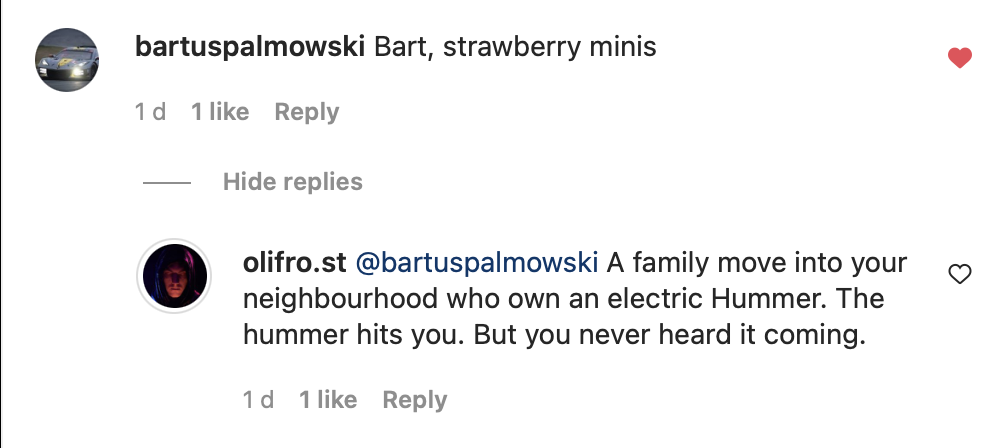 bartuspalmowski Bart, strawberry minis
1 d 1 like Reply
Hide replies
olifro.st @bartuspalmowski A family move into your
neighbourhood who own an electric Hummer. The
hummer hits you. But you never heard it coming.
1 d 1 like Reply